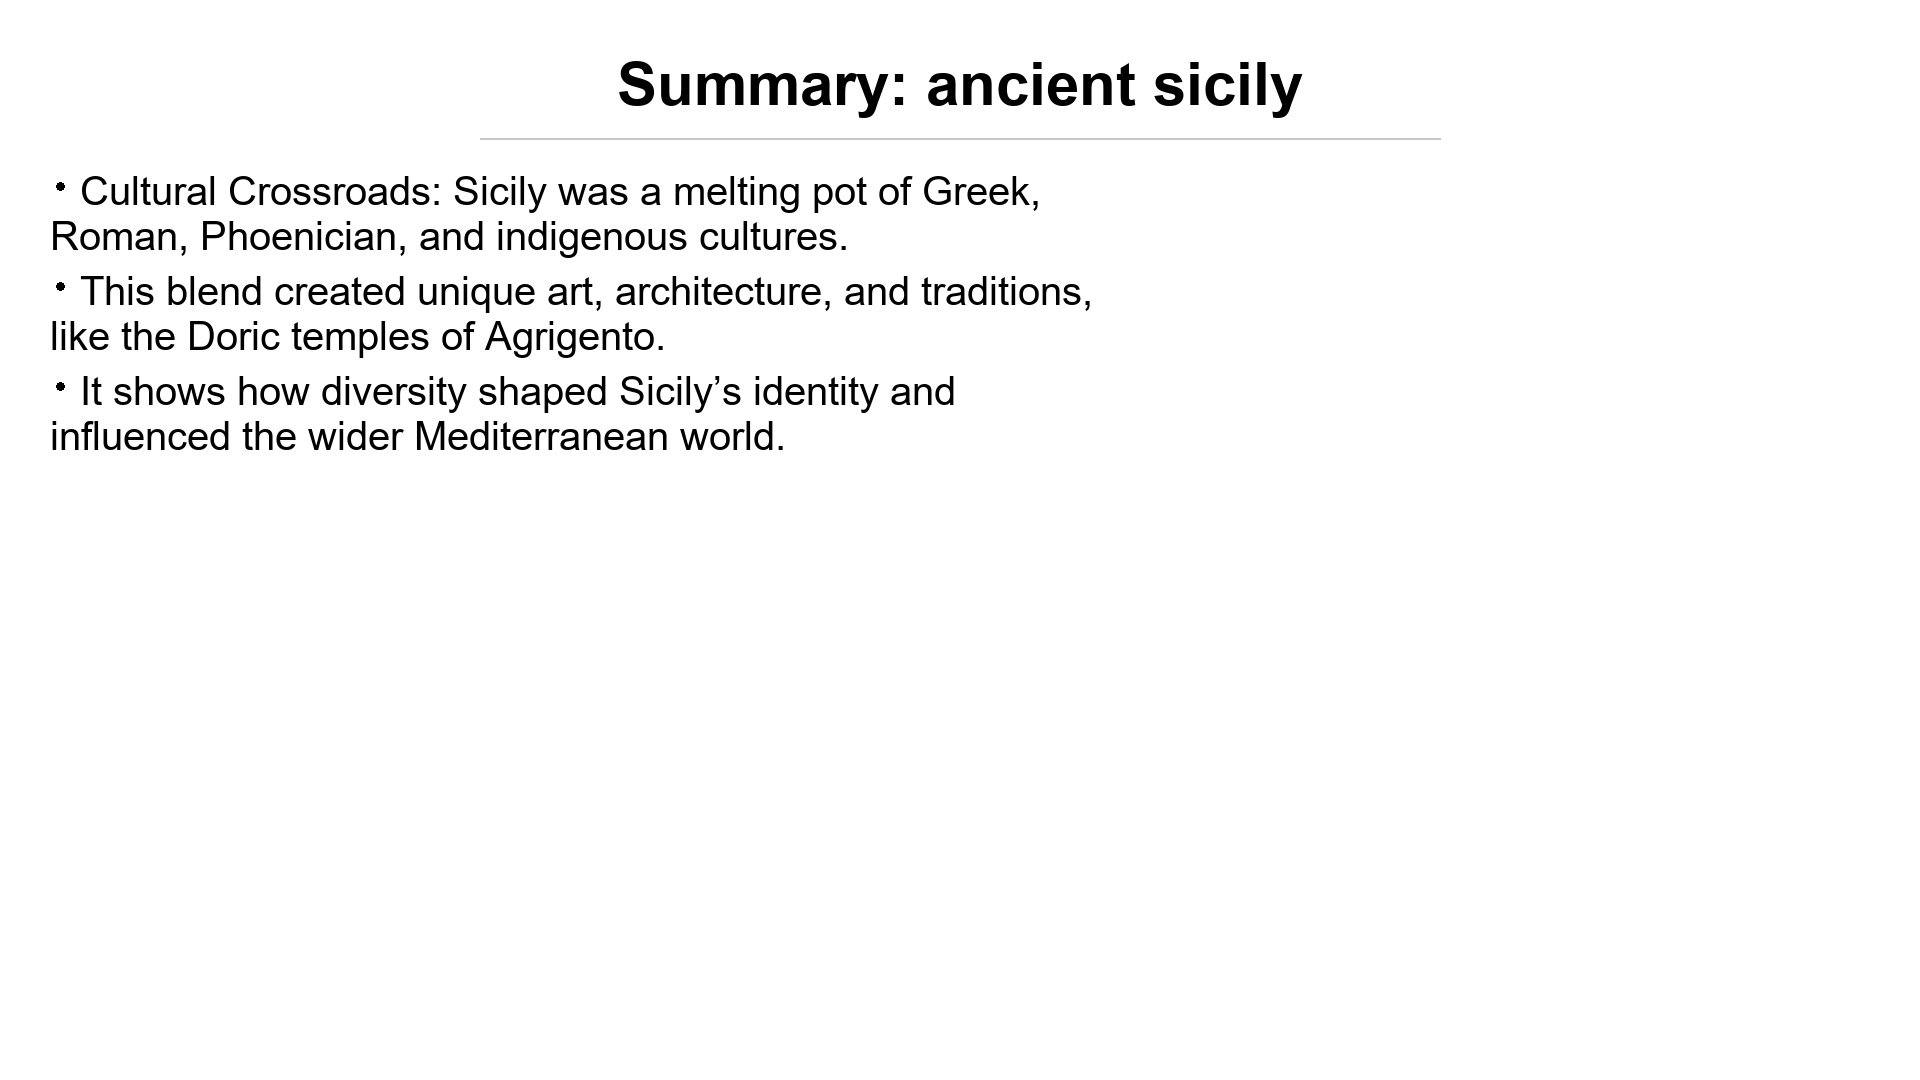 Summary: ancient sicily
• Cultural Crossroads: Sicily was a melting pot of Greek,
Roman, Phoenician, and indigenous cultures.
• This blend created unique art, architecture, and traditions,
like the Doric temples of Agrigento.
• It shows how diversity shaped Sicily’s identity and
influenced the wider Mediterranean world.